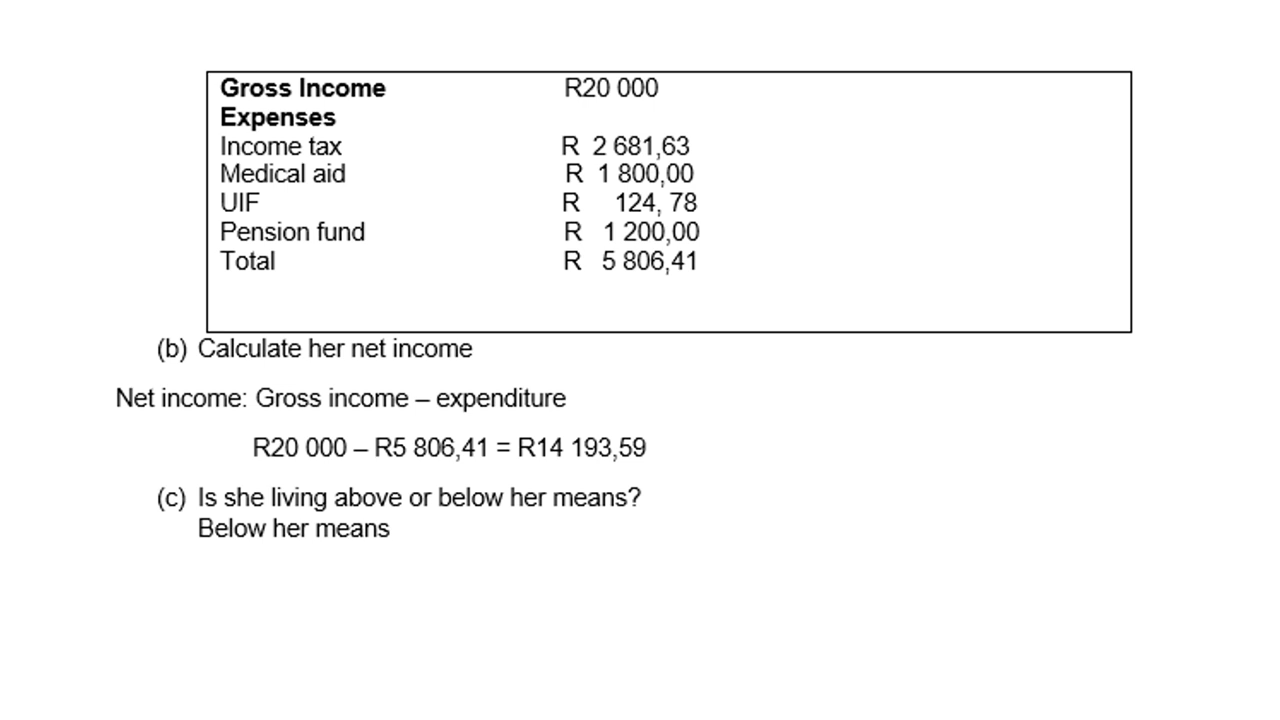 Gross Income R20 000
Expenses
Income tax R 2 681,63
Medical aid R 1 800,00
UIF R 124, 78
Pension fund R 1 200,00
Total R 5 806,41
(b) Calculate her net income
Net income: Gross income – expenditure
R20 000 – R5 806,41 = R14 193,59
(c) Is she living above or below her means?
Below her means